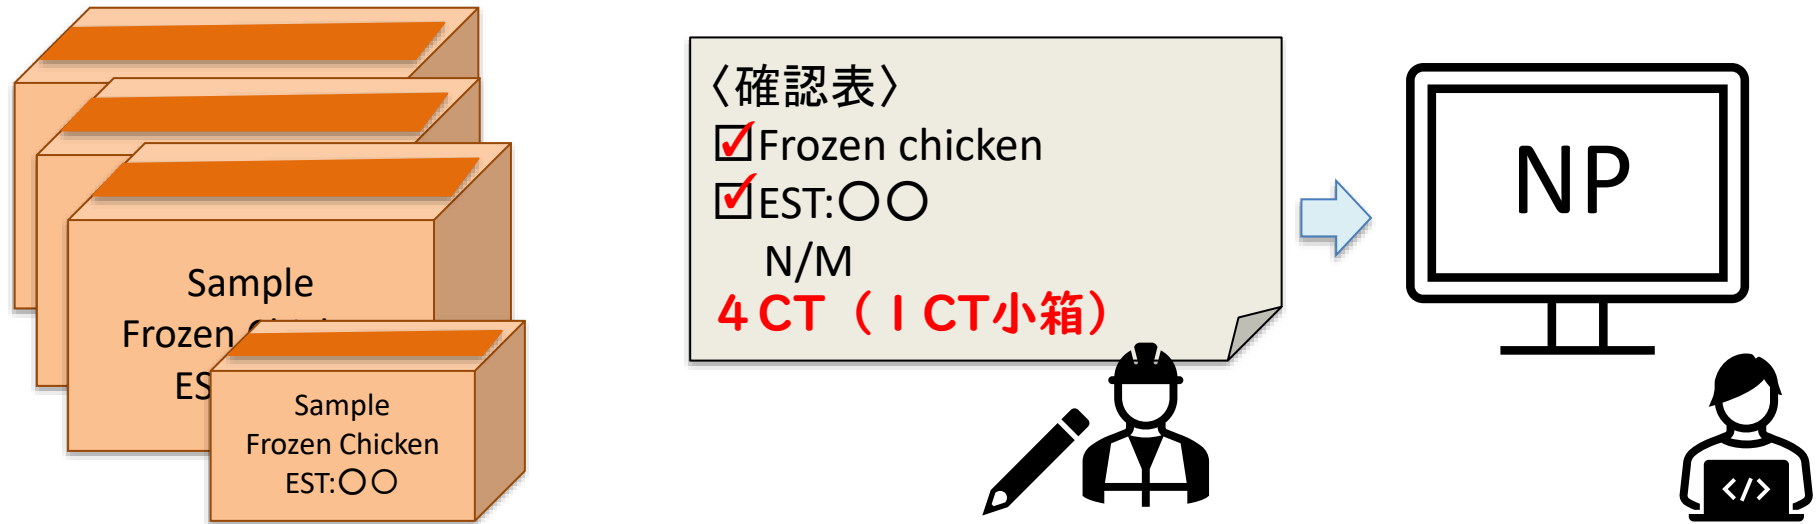 Sample
Frozen
ES
Sample
Frozen Chicken
EST:〇〇
〈確認表〉
☑Frozen chicken
☑EST:〇〇
N/M
4CT（1CT小箱）
NP
</>